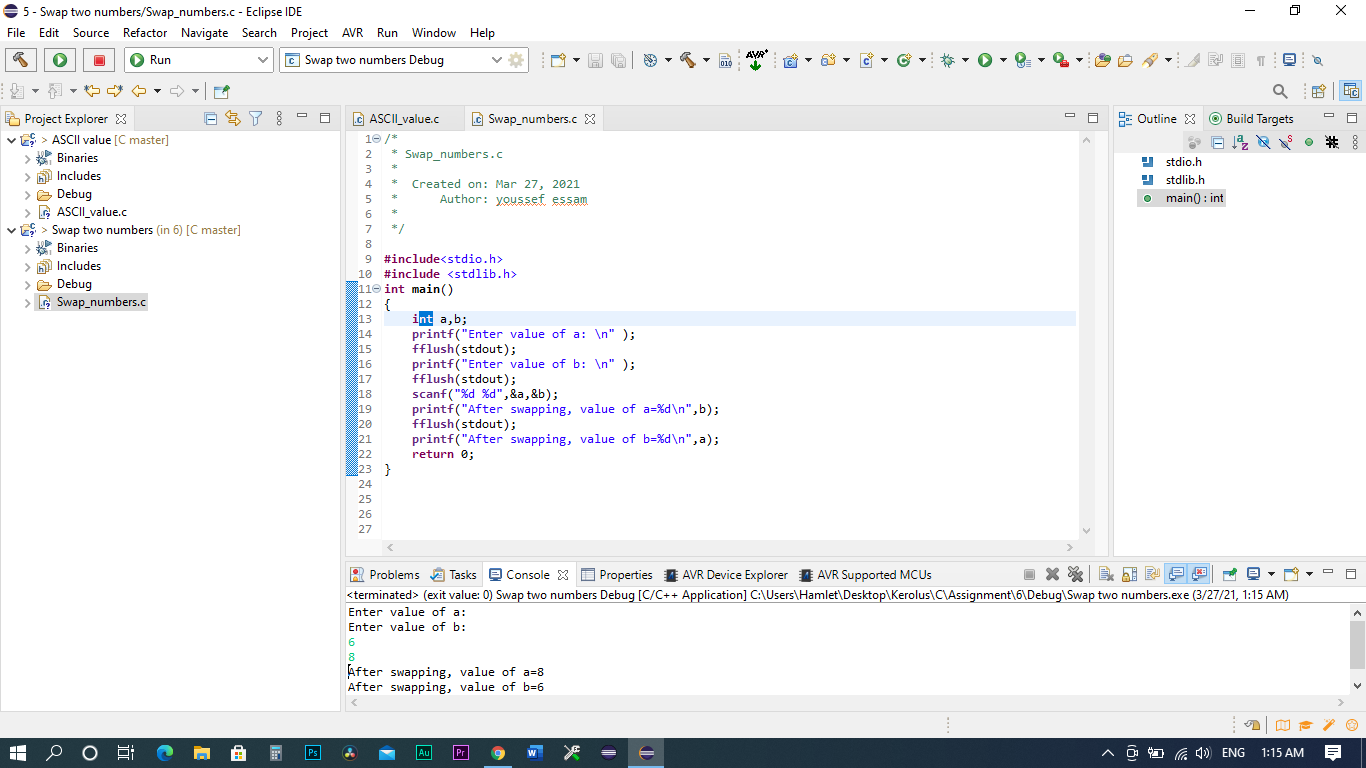 5 - Swap two numbers/Swap_numbers.c - Eclipse IDE
File Edit Source Refactor Navigate Search Project AVR Run Window Help
Run
Swap two numbers Debug
010
AVR
Project Explorer
> ASCII value [C master]
Binaries
Includes
Debug
ASCII_value.c
> Swap two numbers (in 6) [C master]
Binaries
Includes
Debug
Swap_numbers.c
ASCII_value.c Swap_numbers.c
1 /*
2  * Swap_numbers.c
3  *
4  *  Created on: Mar 27, 2021
5  *      Author: youssef essam
6  *
7  */
8
9 #include<stdio.h>
10 #include <stdlib.h>
11 int main()
12 {
13     int a,b;
14     printf("Enter value of a: \n" );
15     fflush(stdout);
16     printf("Enter value of b: \n" );
17     fflush(stdout);
18     scanf("%d %d",&a,&b);
19     printf("After swapping, value of a=%d\n",b);
20     fflush(stdout);
21     printf("After swapping, value of b=%d\n",a);
22     return 0;
23 }
24
25
26
27
Outline Build Targets
stdio.h
stdlib.h
main() : int
Problems Tasks Console Properties AVR Device Explorer AVR Supported MCUs
<terminated> (exit value: 0) Swap two numbers Debug [C/C++ Application] C:\Users\Hamlet\Desktop\Kerolus\C\Assignment\6\Debug\Swap two numbers.exe (3/27/21, 1:15 AM)
Enter value of a:
Enter value of b:
6
8
After swapping, value of a=8
After swapping, value of b=6
Ps Au Pr W ENG 1:15 AM